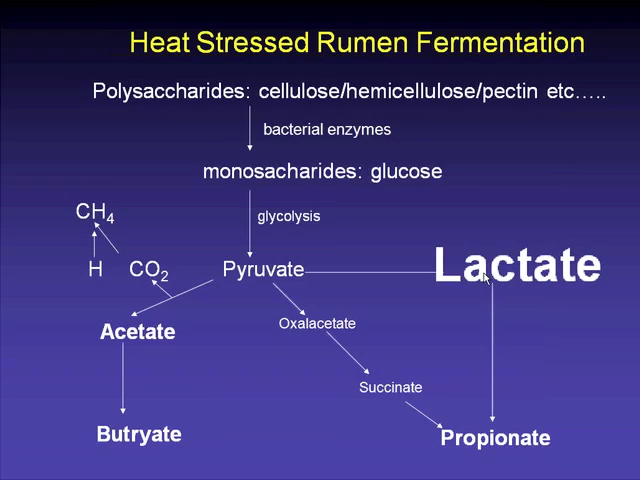 Heat Stressed Rumen Fermentation
Polysaccharides: cellulose/hemicellulose/pectin etc…..
bacterial enzymes
monosacharides: glucose
glycolysis
CH4
H
CO2
Pyruvate
Lactate
Acetate
Oxalacetate
Succinate
Butryate
Propionate